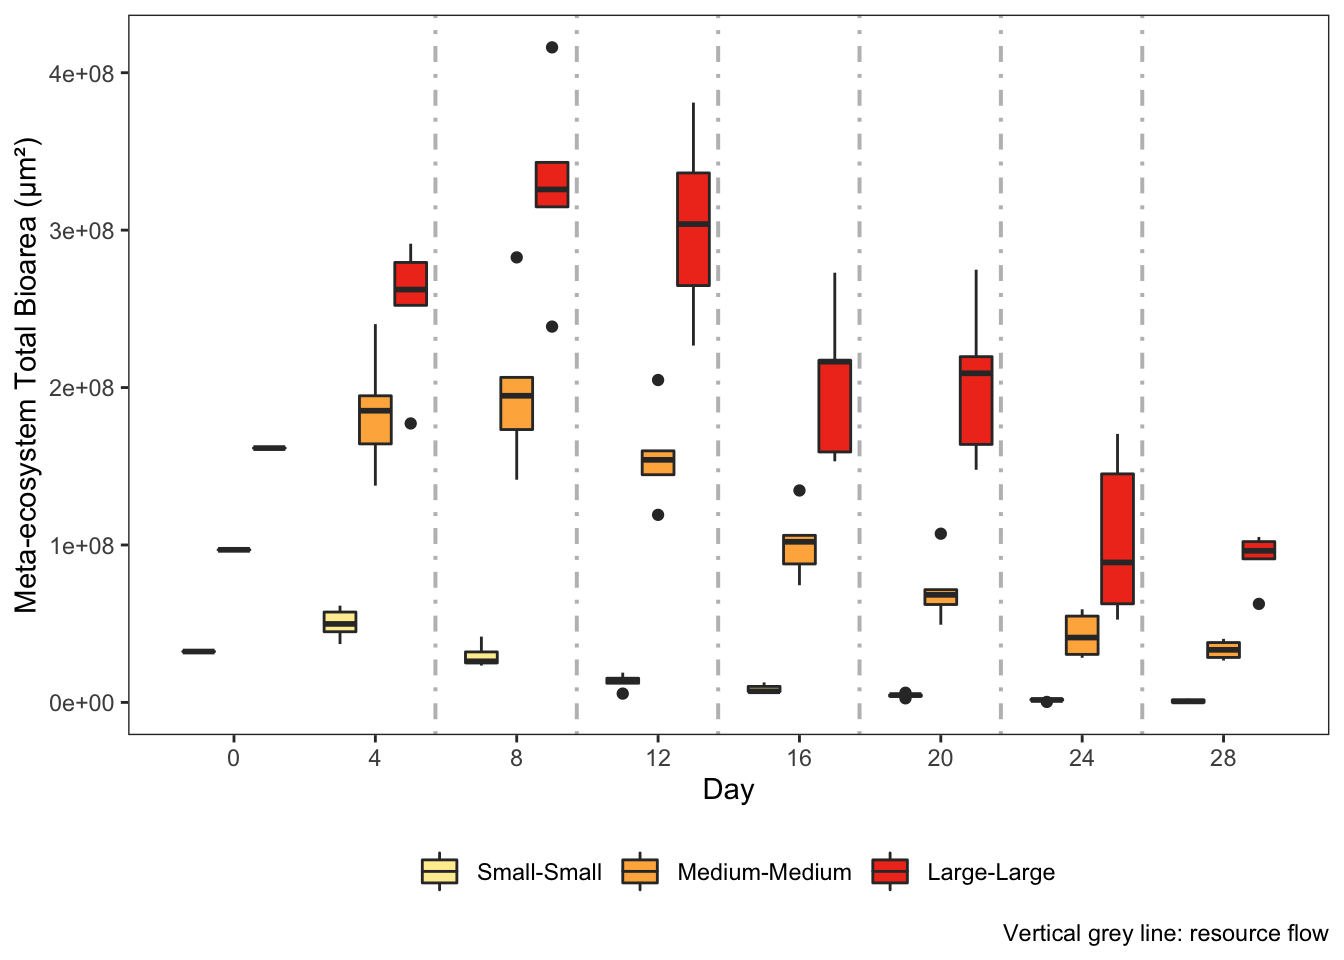 Meta-ecosystem Total Bioarea (µm²)
4e+08
3e+08
2e+08
1e+08
0e+00
0 4 8 12 16 20 24 28
Day
Small-Small Medium-Medium Large-Large
Vertical grey line: resource flow